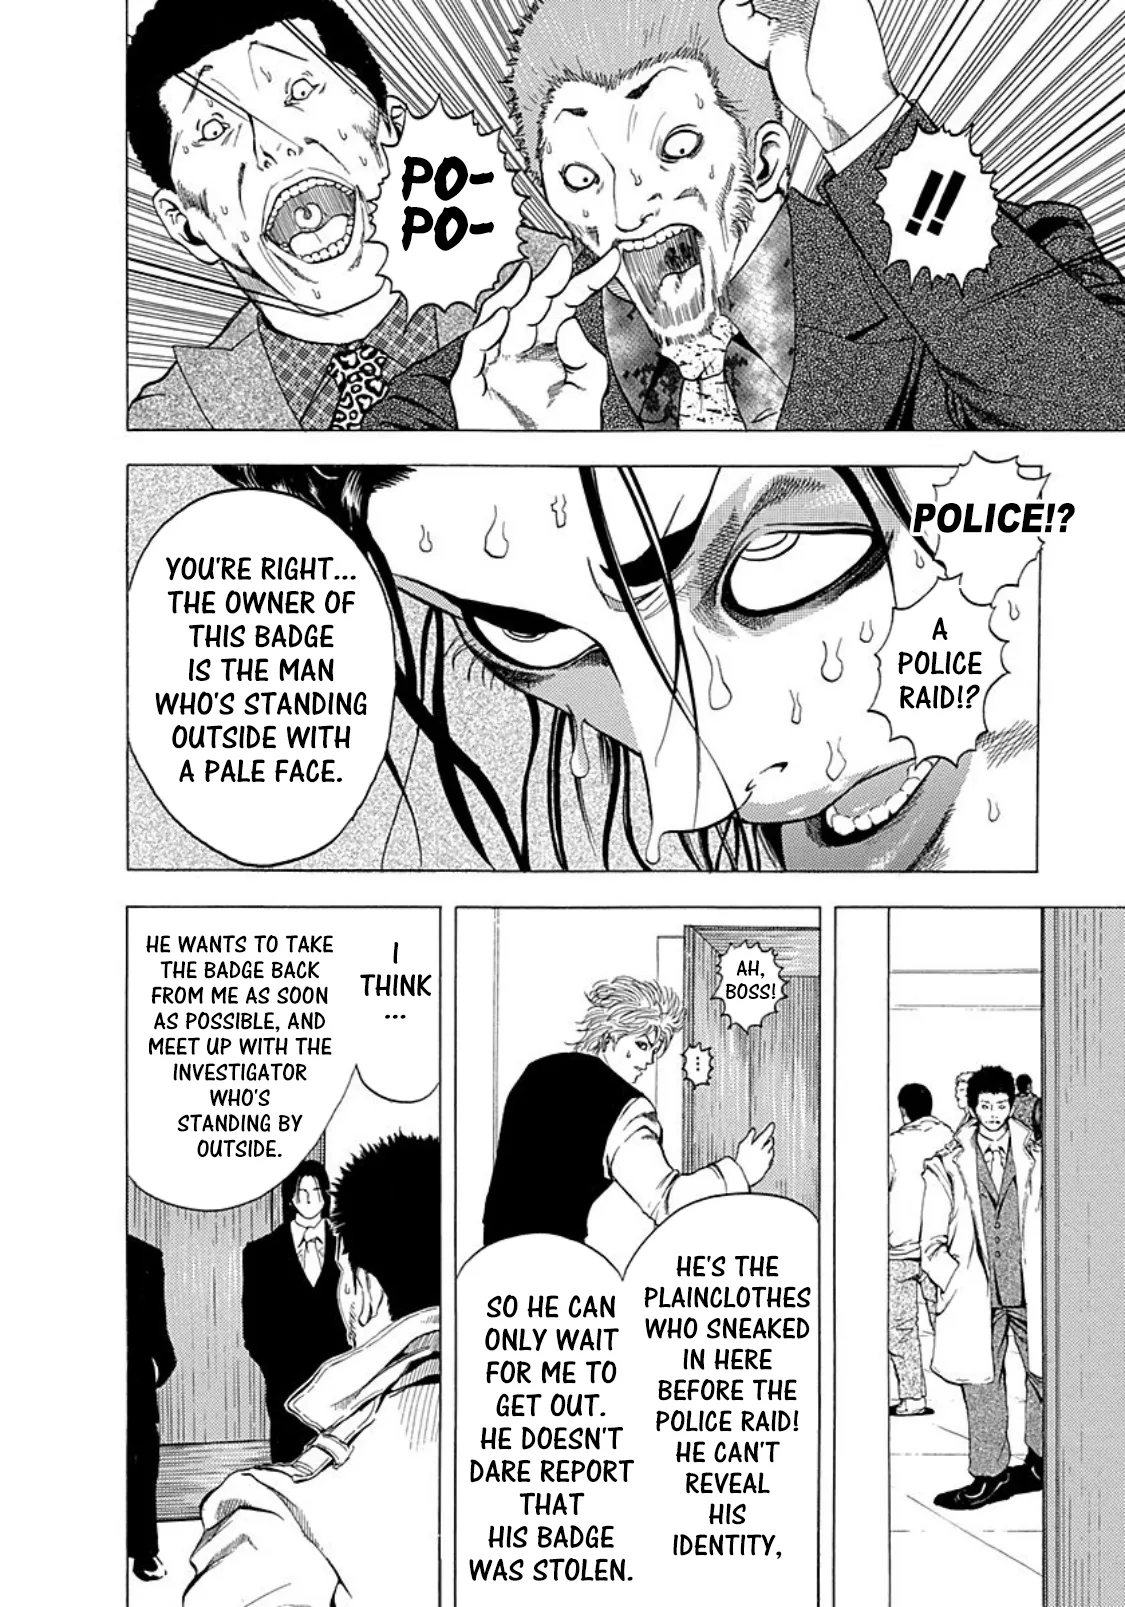 !!
PO-
PO-
POLICE!?
A
POLICE
RAID!?
YOU'RE RIGHT...
THE OWNER OF
THIS BADGE
IS THE MAN
WHO'S STANDING
OUTSIDE WITH
A PALE FACE.
AH,
BOSS!
...
HE'S THE
PLAINCLOTHES
WHO SNEAKED
IN HERE
BEFORE THE
POLICE RAID!
HE CAN'T
REVEAL
HIS
IDENTITY,
SO HE CAN
ONLY WAIT
FOR ME TO
GET OUT.
HE DOESN'T
DARE REPORT
THAT
HIS BADGE
WAS STOLEN.
I
THINK
...
HE WANTS TO TAKE
THE BADGE BACK
FROM ME AS SOON
AS POSSIBLE, AND
MEET UP WITH THE
INVESTIGATOR
WHO'S
STANDING BY
OUTSIDE.